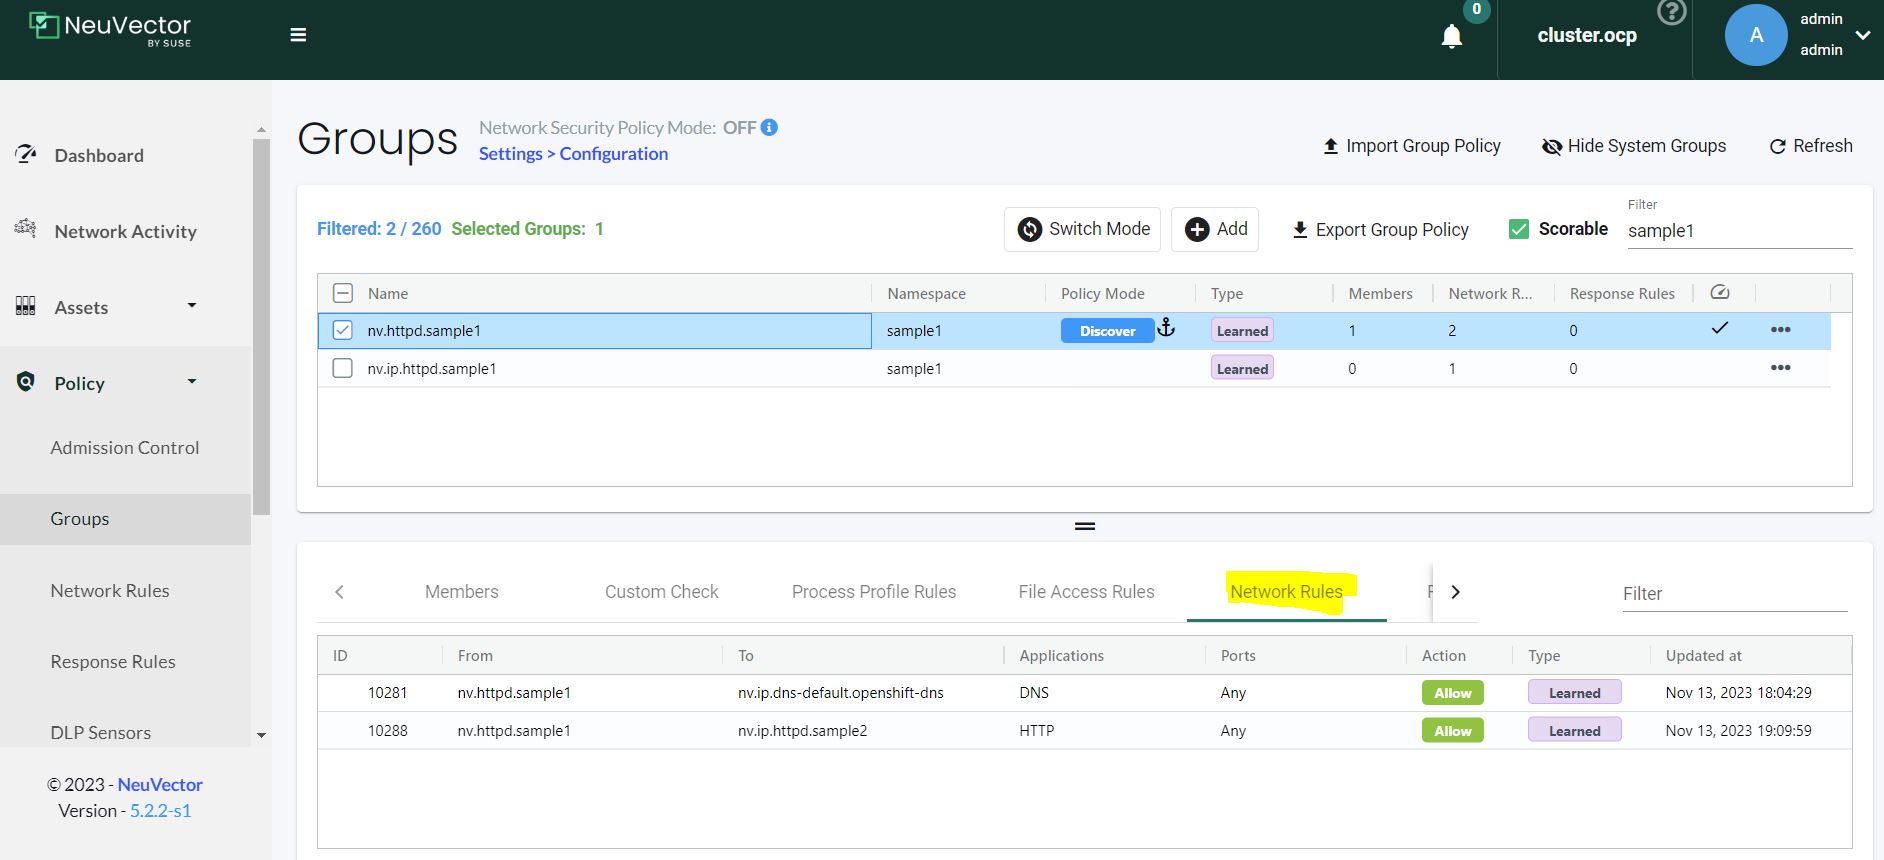 NeuVector
BY SUSE
0
cluster.ocp
?
A
admin
admin
Dashboard
Network Activity
Assets
Policy
Admission Control
Groups
Network Rules
Response Rules
DLP Sensors
© 2023 - NeuVector
Version - 5.2.2-s1
Groups
Network Security Policy Mode: OFF
Settings > Configuration
Import Group Policy
Hide System Groups
Refresh
Filtered: 2 / 260 Selected Groups: 1
Switch Mode
Add
Export Group Policy
Scorable
Filter
sample1
Name Namespace Policy Mode Type Members Network R... Response Rules
nv.httpd.sample1 sample1 Discover Learned 1 2 0
nv.ip.httpd.sample1 sample1 Learned 0 1 0
Members Custom Check Process Profile Rules File Access Rules Network Rules
Filter
ID From To Applications Ports Action Type Updated at
10281 nv.httpd.sample1 nv.ip.dns-default.openshift-dns DNS Any Allow Learned Nov 13, 2023 18:04:29
10288 nv.httpd.sample1 nv.ip.httpd.sample2 HTTP Any Allow Learned Nov 13, 2023 19:09:59